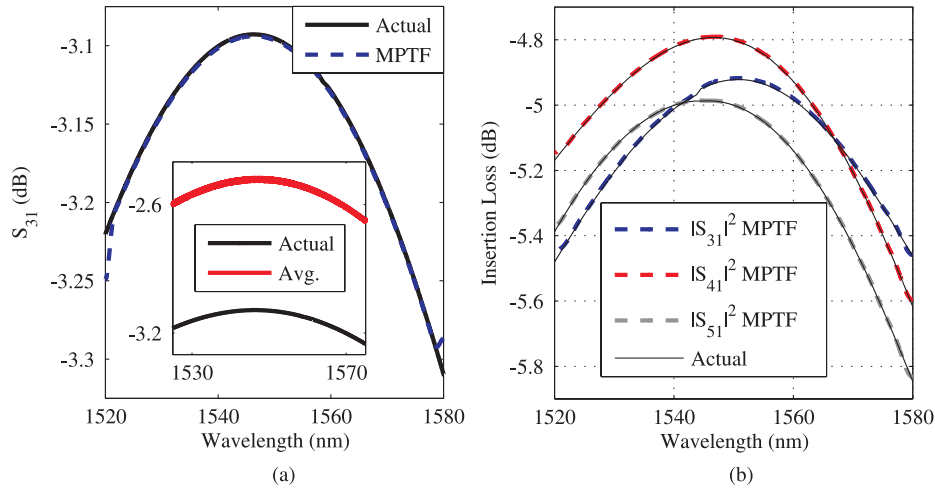 Actual
MPTF
-3.1
-3.15
-3.2
-3.25
-3.3
S31 (dB)
-2.6
-3.2
Actual
Avg.
1530
1570
1520
1540
1560
1580
Wavelength (nm)
(a)
-4.8
-5
-5.2
-5.4
-5.6
-5.8
Insertion Loss (dB)
|S31|² MPTF
|S41|² MPTF
|S51|² MPTF
Actual
1520
1540
1560
1580
Wavelength (nm)
(b)